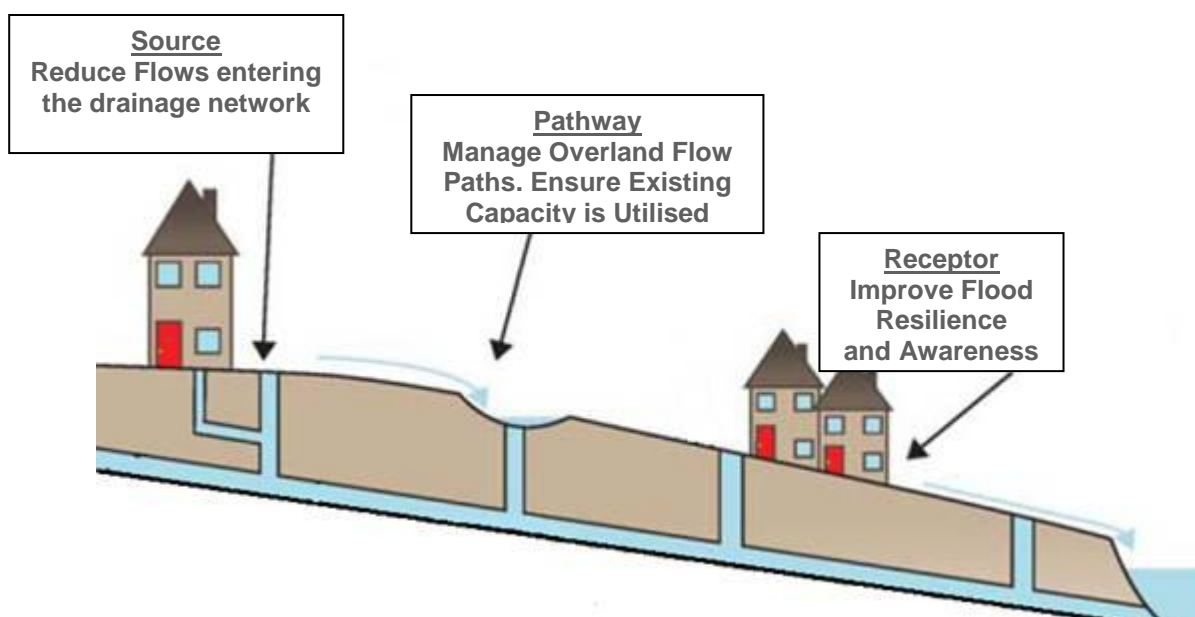 Source
Reduce Flows entering
the drainage network
Pathway
Manage Overland Flow
Paths. Ensure Existing
Capacity is Utilised
Receptor
Improve Flood
Resilience
and Awareness